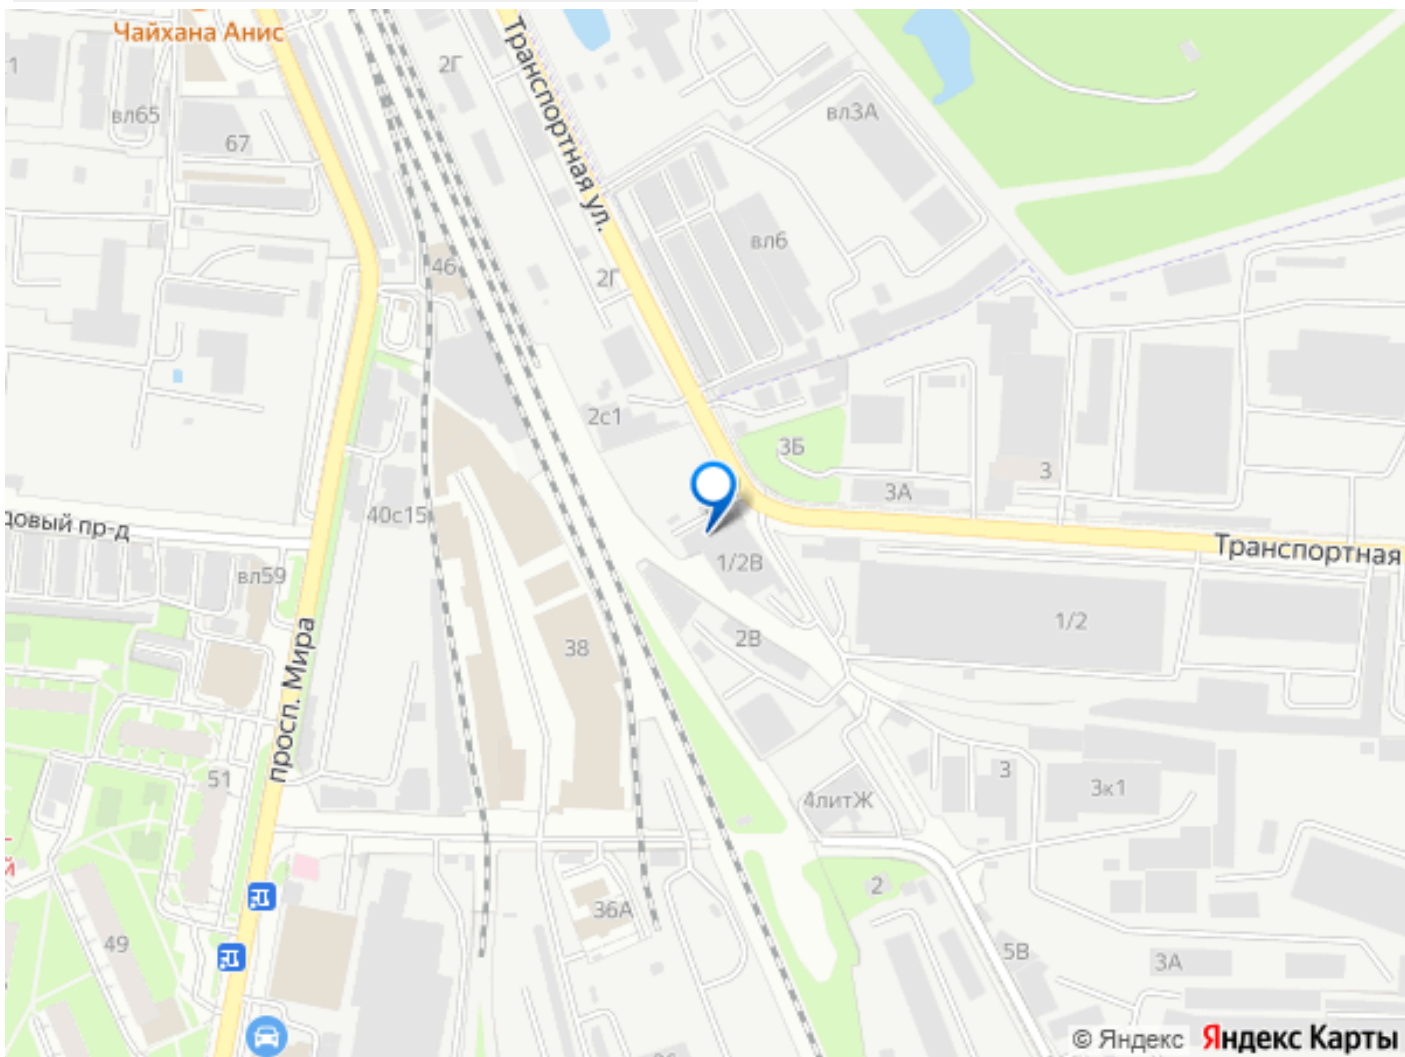 Чайхана Анис
1
вл65
67
2Г
Транспортная ул.
вл3А
вл6
46
2Г
2с1
3Б
3А
3
40с15
довый пр-д
вл59
1/2В
Транспортная
1/2
2В
38
просп. Мира
51
4литЖ
3
3к1
й
2
36А
49
5В
3А
© Яндекс Яндекс Карты